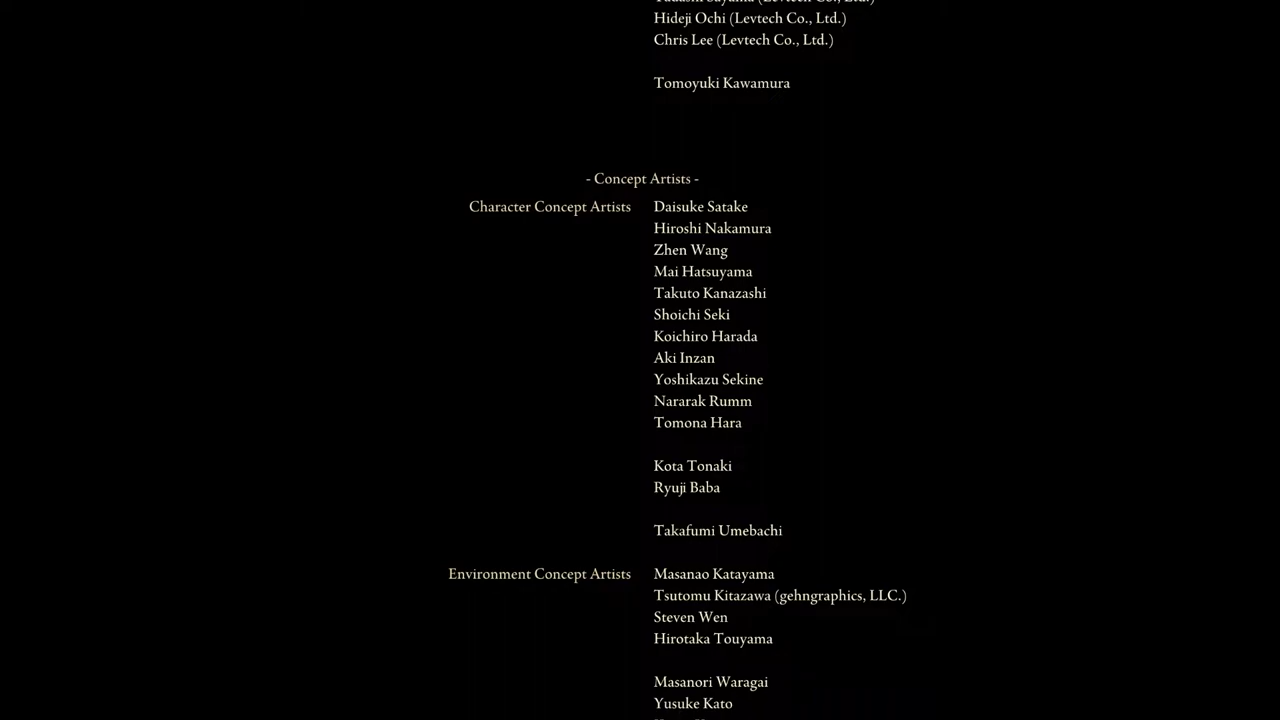 Hideji Ochi (Levtech Co., Ltd.)
Chris Lee (Levtech Co., Ltd.)
Tomoyuki Kawamura
- Concept Artists -
Character Concept Artists Daisuke Satake
Hiroshi Nakamura
Zhen Wang
Mai Hatsuyama
Takuto Kanazashi
Shoichi Seki
Koichiro Harada
Aki Inzan
Yoshikazu Sekine
Nararak Rumm
Tomona Hara
Kota Tonaki
Ryuji Baba
Takafumi Umebachi
Environment Concept Artists Masanao Katayama
Tsutomu Kitazawa (gehngraphics, LLC.)
Steven Wen
Hirotaka Touyama
Masanori Waragai
Yusuke Kato